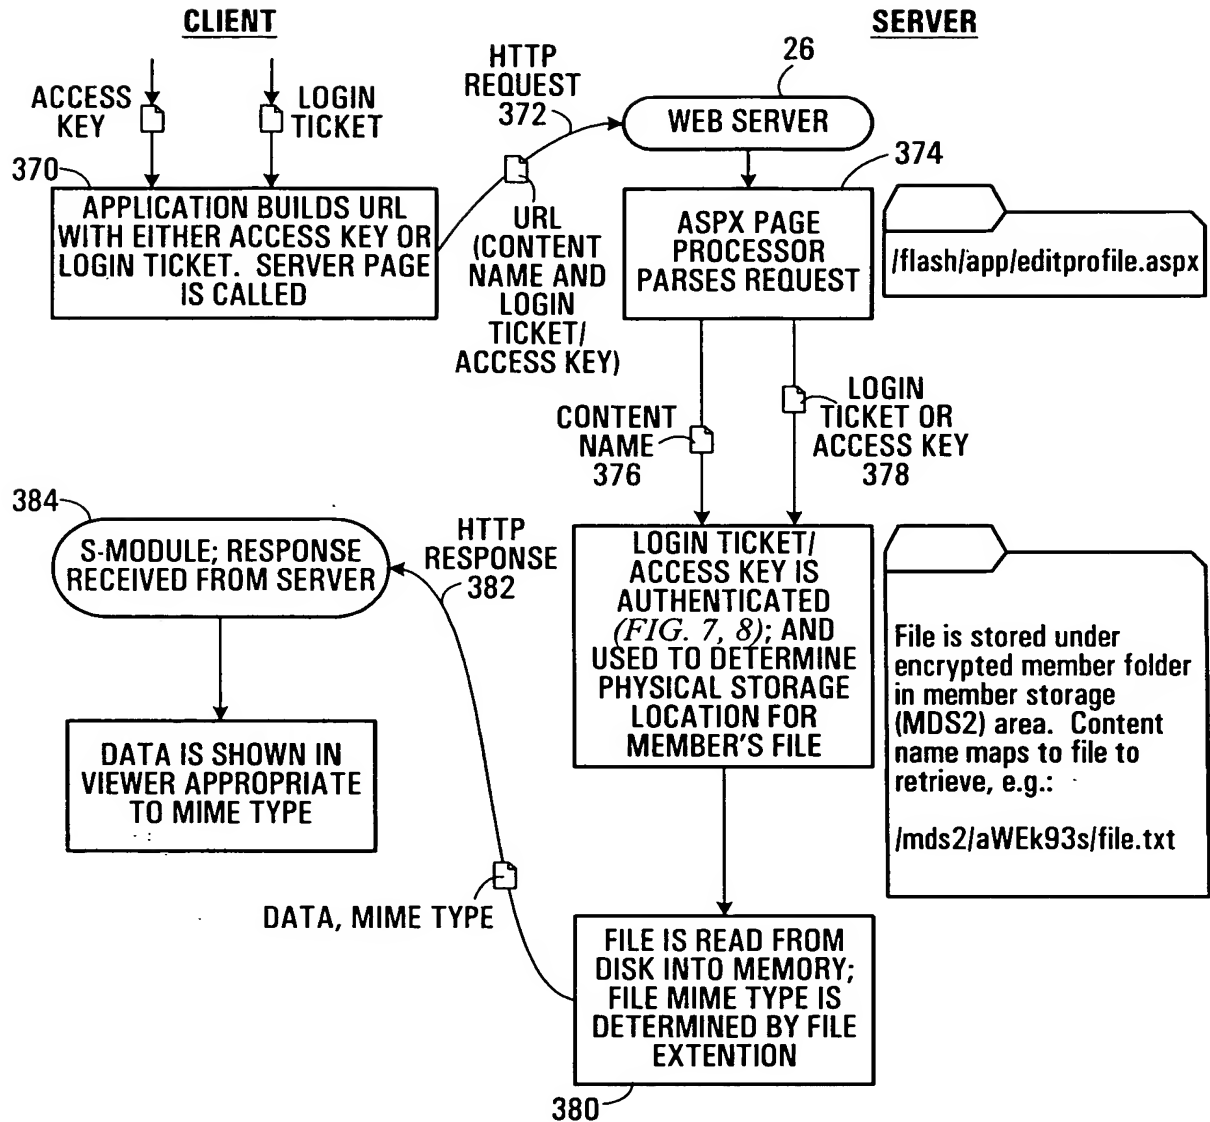 CLIENT
SERVER
ACCESS
KEY
LOGIN
TICKET
370
APPLICATION BUILDS URL
WITH EITHER ACCESS KEY OR
LOGIN TICKET. SERVER PAGE
IS CALLED
HTTP
REQUEST
372
URL
(CONTENT
NAME AND
LOGIN
TICKET/
ACCESS KEY)
26
WEB SERVER
374
ASPX PAGE
PROCESSOR
PARSES REQUEST
/flash/app/editprofile.aspx
CONTENT
NAME
376
LOGIN
TICKET OR
ACCESS KEY
378
LOGIN TICKET/
ACCESS KEY IS
AUTHENTICATED
(FIG. 7, 8); AND
USED TO DETERMINE
PHYSICAL STORAGE
LOCATION FOR
MEMBER'S FILE
File is stored under
encrypted member folder
in member storage
(MDS2) area. Content
name maps to file to
retrieve, e.g.:
/mds2/aWEk93s/file.txt
FILE IS READ FROM
DISK INTO MEMORY;
FILE MIME TYPE IS
DETERMINED BY FILE
EXTENTION
380
DATA, MIME TYPE
HTTP
RESPONSE
382
384
S-MODULE; RESPONSE
RECEIVED FROM SERVER
DATA IS SHOWN IN
VIEWER APPROPRIATE
TO MIME TYPE